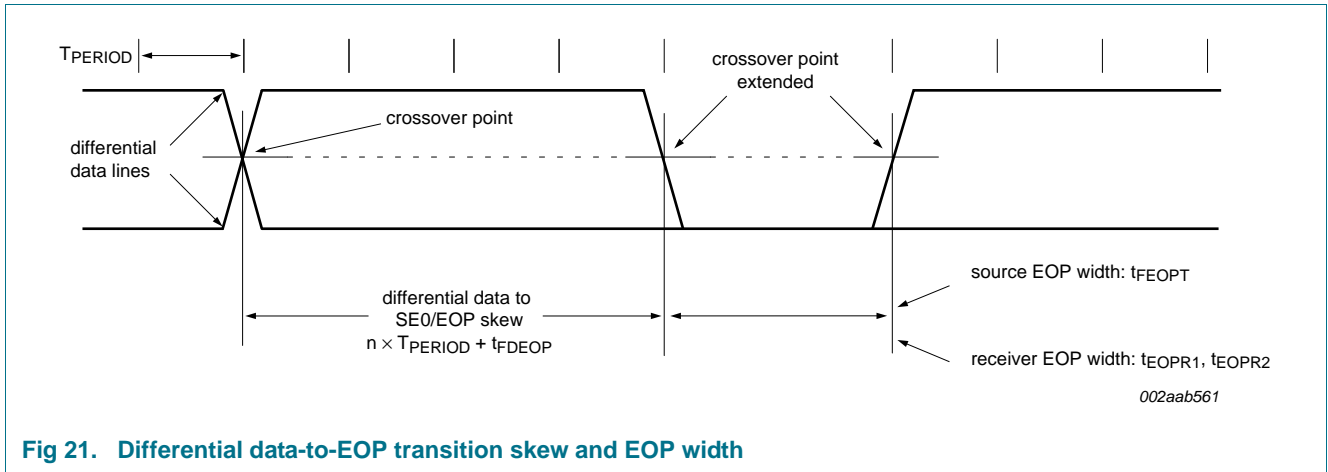 TPERIOD
crossover point
extended
crossover point
differential
data lines
source EOP width: tFEOPT
differential data to
SE0/EOP skew
n × TPERIOD + tFDEOP
receiver EOP width: tEOPR1, tEOPR2
002aab561
Fig 21. Differential data-to-EOP transition skew and EOP width